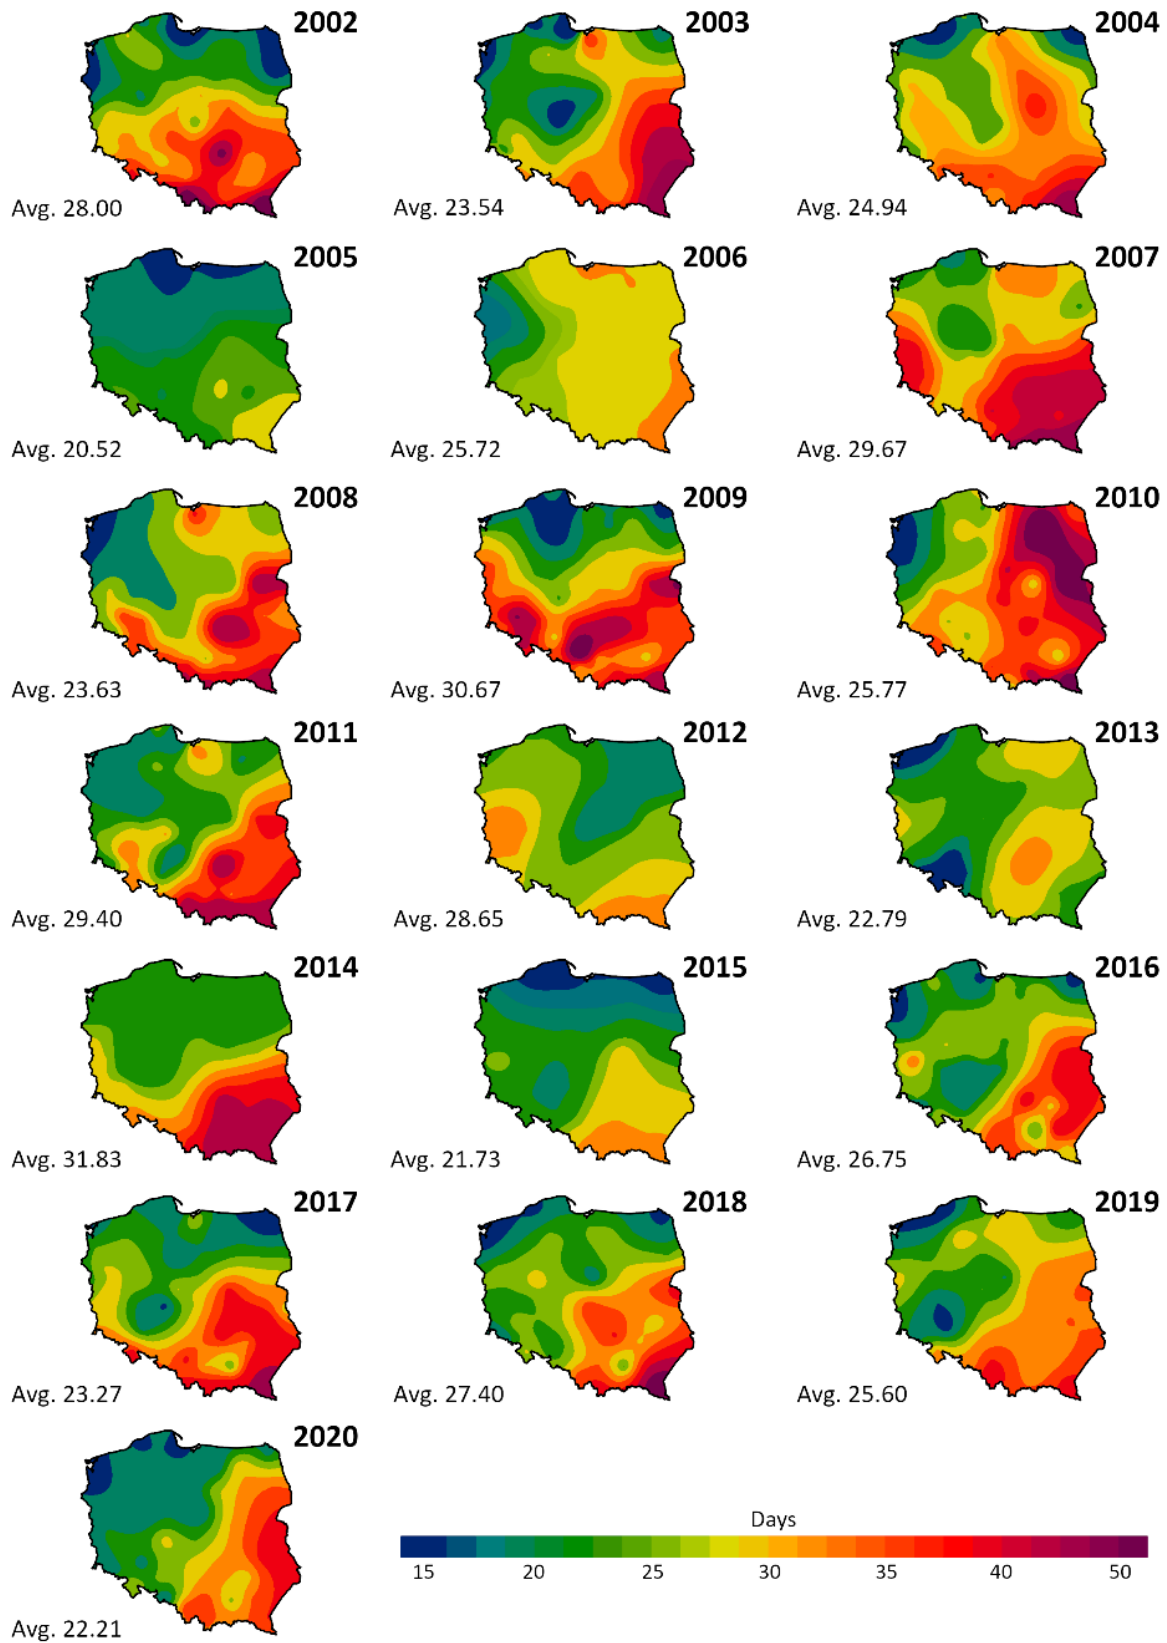 2002
2003
2004
Avg. 28.00
Avg. 23.54
Avg. 24.94
2005
2006
2007
Avg. 20.52
Avg. 25.72
Avg. 29.67
2008
2009
2010
Avg. 23.63
Avg. 30.67
Avg. 25.77
2011
2012
2013
Avg. 29.40
Avg. 28.65
Avg. 22.79
2014
2015
2016
Avg. 31.83
Avg. 21.73
Avg. 26.75
2017
2018
2019
Avg. 23.27
Avg. 27.40
Avg. 25.60
2020
Avg. 22.21
Days
15 20 25 30 35 40 50